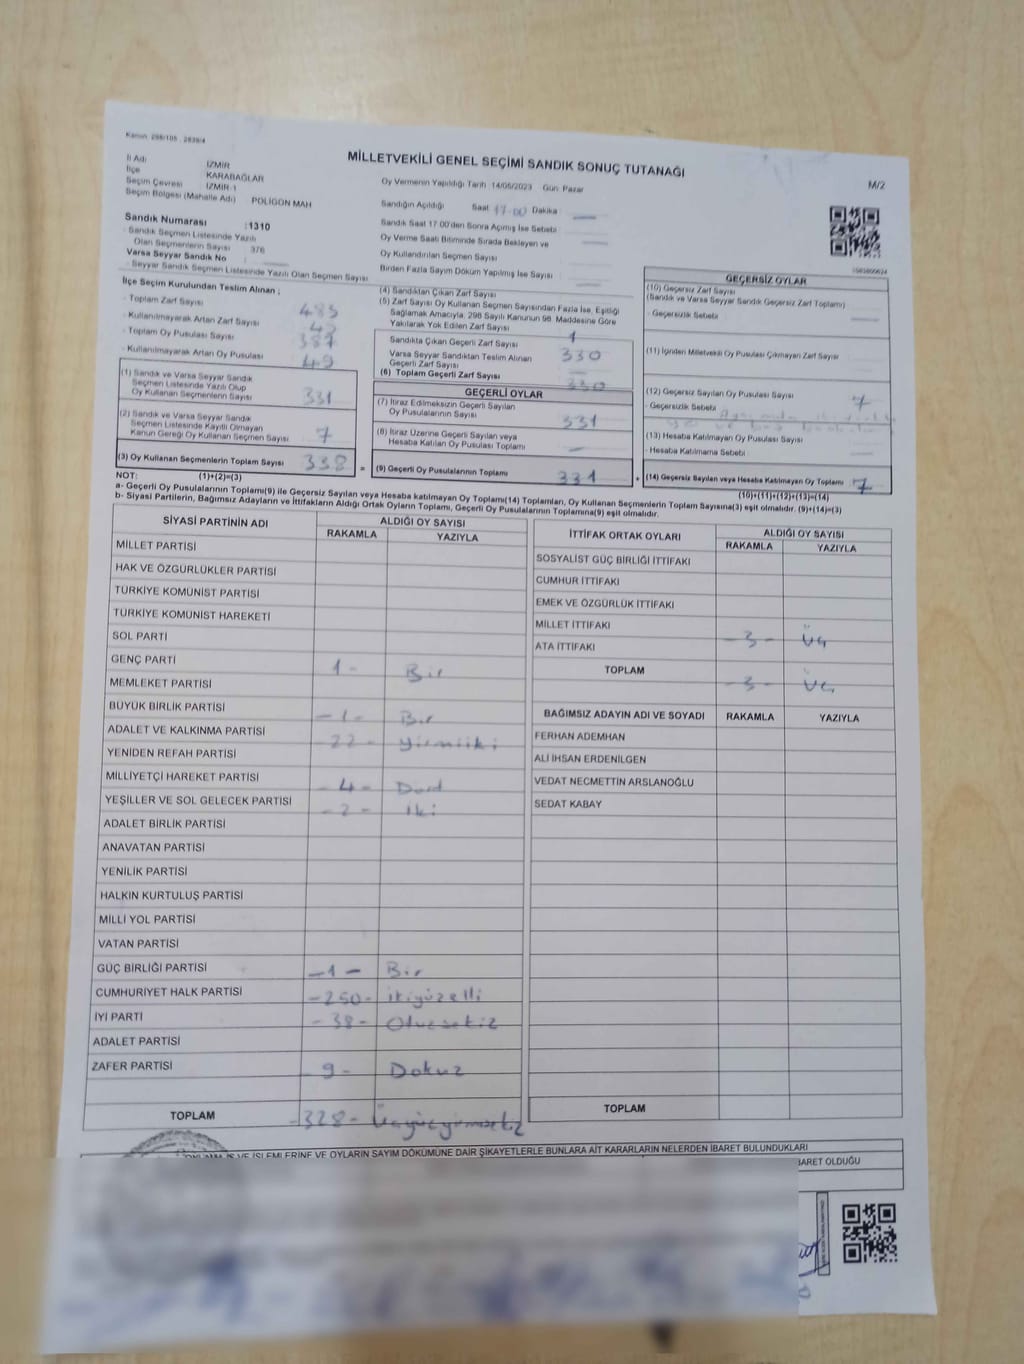 Kanun: 298/105 , 2839/4
MİLLETVEKİLİ GENEL SEÇİMİ SANDIK SONUÇ TUTANAĞI
M/2
İl Adı İZMİR
İlçe KARABAĞLAR
Seçim Çevresi İZMİR-1
Seçim Bölgesi (Mahalle Adı) POLİGON MAH
Oy Vermenin Yapıldığı Tarih 14/05/2023 Gün: Pazar
Sandığın Açıldığı Saat 17:00 Dakika
Sandık Saat 17:00'den Sonra Açımış İse Sebebi
Oy Verme Saati Bitiminde Sırada Bekleyen ve
Oy Kullandırılan Seçmen Sayısı
Birden Fazla Sayım Döküm Yapılmış İse Sayısı
Sandık Numarası :1310
- Sandık Seçmen Listesinde Yazılı
Olan Seçmenlerin Sayısı 376
Varsa Seyyar Sandık No
- Seyyar Sandık Seçmen Listesinde Yazılı Olan Seçmen Sayısı
İlçe Seçim Kurulundan Teslim Alınan ;
- Toplam Zarf Sayısı
- Kullanılmayarak Artan Zarf Sayısı
- Toplam Oy Pusulası Sayısı 387
- Kullanılmayarak Artan Oy Pusulası 49
(1) Sandık ve Varsa Seyyar Sandık
Seçmen Listesinde Yazılı Olup
Oy Kullanan Seçmenlerin Sayısı 331
(2) Sandık ve Varsa Seyyar Sandık
Seçmen Listesinde Kayıtlı Olmayan
Kanun Gereği Oy Kullanan Seçmen Sayısı 7
(3) Oy Kullanan Seçmenlerin Toplam Sayısı 338 =
(4) Sandıktan Çıkan Zarf Sayısı
(5) Zarf Sayısı Oy Kullanan Seçmen Sayısından Fazla İse, Eşitliği
Sağlamak Amacıyla, 298 Sayılı Kanunun 98. Maddesine Göre
Yakılarak Yok Edilen Zarf Sayısı 1
Sandıkta Çıkan Geçerli Zarf Sayısı
Varsa Seyyar Sandıktan Teslim Alınan 330
Geçerli Zarf Sayısı
(6) Toplam Geçerli Zarf Sayısı 330
GEÇERLİ OYLAR
(7) İtiraz Edilmeksizin Geçerli Sayılan
Oy Pusulalarının Sayısı 331
(8) İtiraz Üzerine Geçerli Sayılan veya
Hesaba Katılan Oy Pusulası Toplamı
(9) Geçerli Oy Pusulalarının Toplamı 331 +
GEÇERSİZ OYLAR
(10) Geçersiz Zarf Sayısı
(Sandık ve Varsa Seyyar Sandık Geçersiz Zarf Toplamı)
- Geçersizlik Sebebi
(11) İçinden Milletvekili Oy Pusulası Çıkmayan Zarf Sayısı
(12) Geçersiz Sayılan Oy Pusulası Sayısı 7
- Geçersizlik Sebebi
(13) Hesaba Katılmayan Oy Pusulası Sayısı
- Hesaba Katılmama Sebebi
(14) Geçersiz Sayılan veya Hesaba Katılmayan Oy Toplamı 7
NOT: (1)+(2)=(3) (10)+(11)+(12)+(13)=(14)
a- Geçerli Oy Pusulalarının Toplamı(9) ile Geçersiz Sayılan veya Hesaba katılmayan Oy Toplamı(14) Toplamları, Oy Kullanan Seçmenlerin Toplam Sayısına(3) eşit olmalıdır. (9)+(14)=(3)
b- Siyasi Partilerin, Bağımsız Adayların ve İttifakların Aldığı Ortak Oyların Toplamı, Geçerli Oy Pusulalarının Toplamına(9) eşit olmalıdır.
SİYASİ PARTİNİN ADI ALDIĞI OY SAYISI
RAKAMLA YAZIYLA
MİLLET PARTİSİ
HAK VE ÖZGÜRLÜKLER PARTİSİ
TÜRKİYE KOMÜNİST PARTİSİ
TÜRKİYE KOMÜNİST HAREKETİ
SOL PARTİ
GENÇ PARTİ 1 - Bir
MEMLEKET PARTİSİ
BÜYÜK BİRLİK PARTİSİ -1- Bir
ADALET VE KALKINMA PARTİSİ -22- yirmiiki
YENİDEN REFAH PARTİSİ
MİLLİYETÇİ HAREKET PARTİSİ -4- Dört
YEŞİLLER VE SOL GELECEK PARTİSİ -2- iki
ADALET BİRLİK PARTİSİ
ANAVATAN PARTİSİ
YENİLİK PARTİSİ
HALKIN KURTULUŞ PARTİSİ
MİLLİ YOL PARTİSİ
VATAN PARTİSİ
GÜÇ BİRLİĞİ PARTİSİ -1- Bir
CUMHURİYET HALK PARTİSİ -250- ikiyüzelli
İYİ PARTİ -38- Otuzsekiz
ADALET PARTİSİ
ZAFER PARTİSİ - 9 - Dokuz
TOPLAM -328- Üçyüzyirmisekiz
İTTİFAK ORTAK OYLARI ALDIĞI OY SAYISI
RAKAMLA YAZIYLA
SOSYALİST GÜÇ BİRLİĞİ İTTİFAKI
CUMHUR İTTİFAKI
EMEK VE ÖZGÜRLÜK İTTİFAKI
MİLLET İTTİFAKI -3- Üç
ATA İTTİFAKI
TOPLAM -3- Üç
BAĞIMSIZ ADAYIN ADI VE SOYADI RAKAMLA YAZIYLA
FERHAN ADEMHAN
ALİ İHSAN ERDENİLGEN
VEDAT NECMETTİN ARSLANOĞLU
SEDAT KABAY
TOPLAM
VE İŞLEMLERİNE VE OYLARIN SAYIM DÖKÜMÜNE DAİR ŞİKAYETLERLE BUNLARA AİT KARARLARIN NELERDEN İBARET BULUNDUKLARI
BARET OLDUĞU